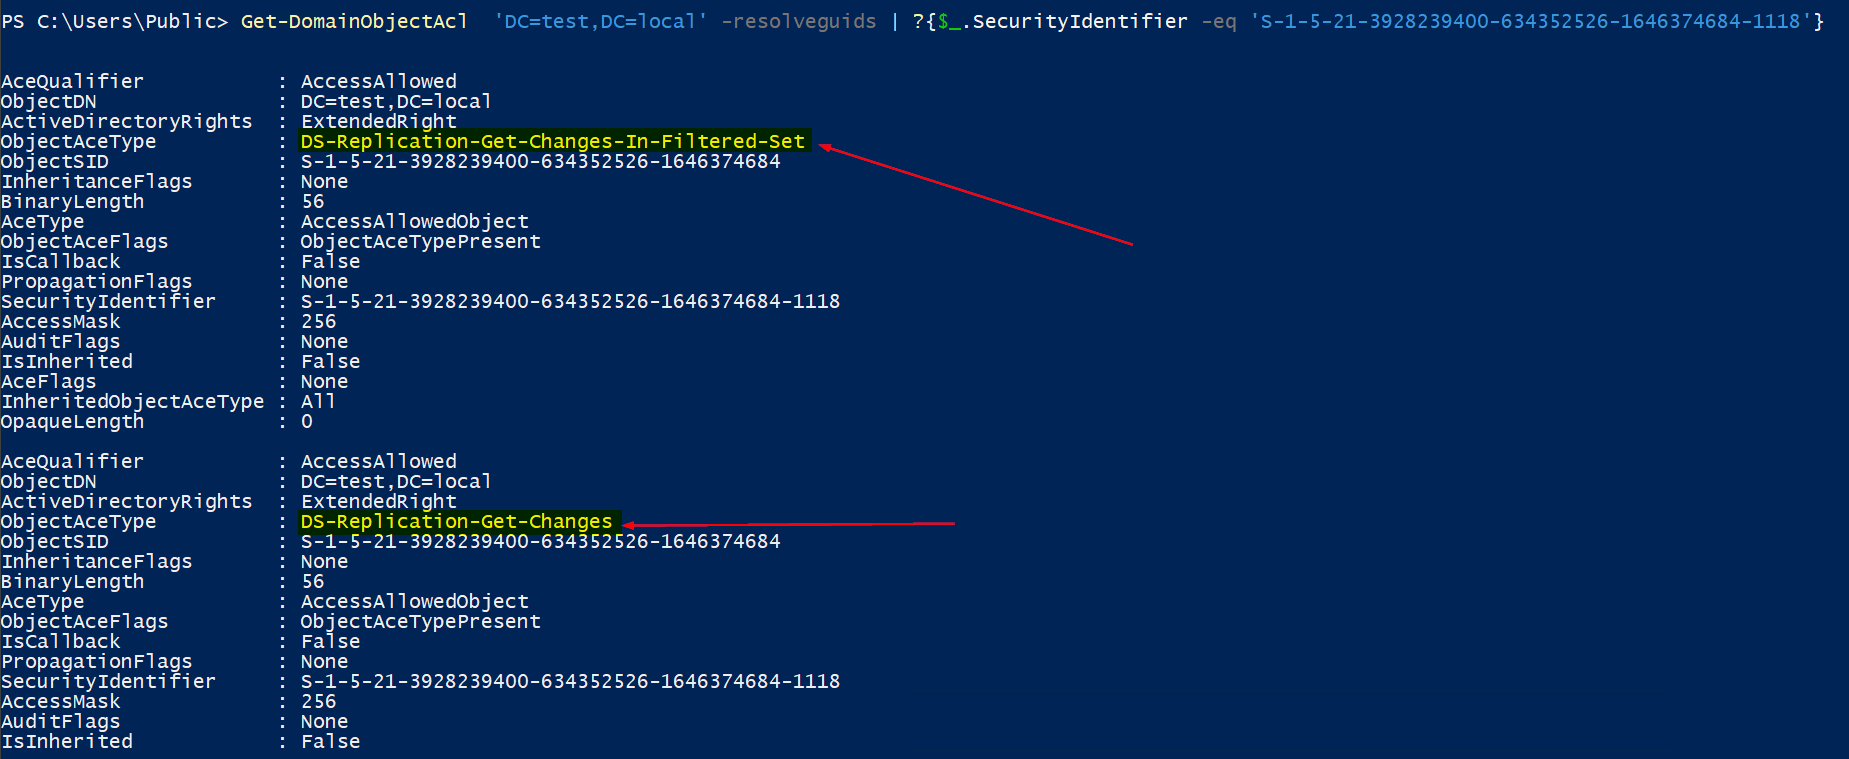 PS C:\Users\Public> Get-DomainObjectAcl  'DC=test,DC=local' -resolveguids | ?{$_.SecurityIdentifier -eq 'S-1-5-21-3928239400-634352526-1646374684-1118'}
AceQualifier           : AccessAllowed
ObjectDN               : DC=test,DC=local
ActiveDirectoryRights  : ExtendedRight
ObjectAceType          : DS-Replication-Get-Changes-In-Filtered-Set
ObjectSID              : S-1-5-21-3928239400-634352526-1646374684
InheritanceFlags       : None
BinaryLength           : 56
AceType                : AccessAllowedObject
ObjectAceFlags         : ObjectAceTypePresent
IsCallback             : False
PropagationFlags       : None
SecurityIdentifier     : S-1-5-21-3928239400-634352526-1646374684-1118
AccessMask             : 256
AuditFlags             : None
IsInherited            : False
AceFlags               : None
InheritedObjectAceType : All
OpaqueLength           : 0
AceQualifier           : AccessAllowed
ObjectDN               : DC=test,DC=local
ActiveDirectoryRights  : ExtendedRight
ObjectAceType          : DS-Replication-Get-Changes
ObjectSID              : S-1-5-21-3928239400-634352526-1646374684
InheritanceFlags       : None
BinaryLength           : 56
AceType                : AccessAllowedObject
ObjectAceFlags         : ObjectAceTypePresent
IsCallback             : False
PropagationFlags       : None
SecurityIdentifier     : S-1-5-21-3928239400-634352526-1646374684-1118
AccessMask             : 256
AuditFlags             : None
IsInherited            : False